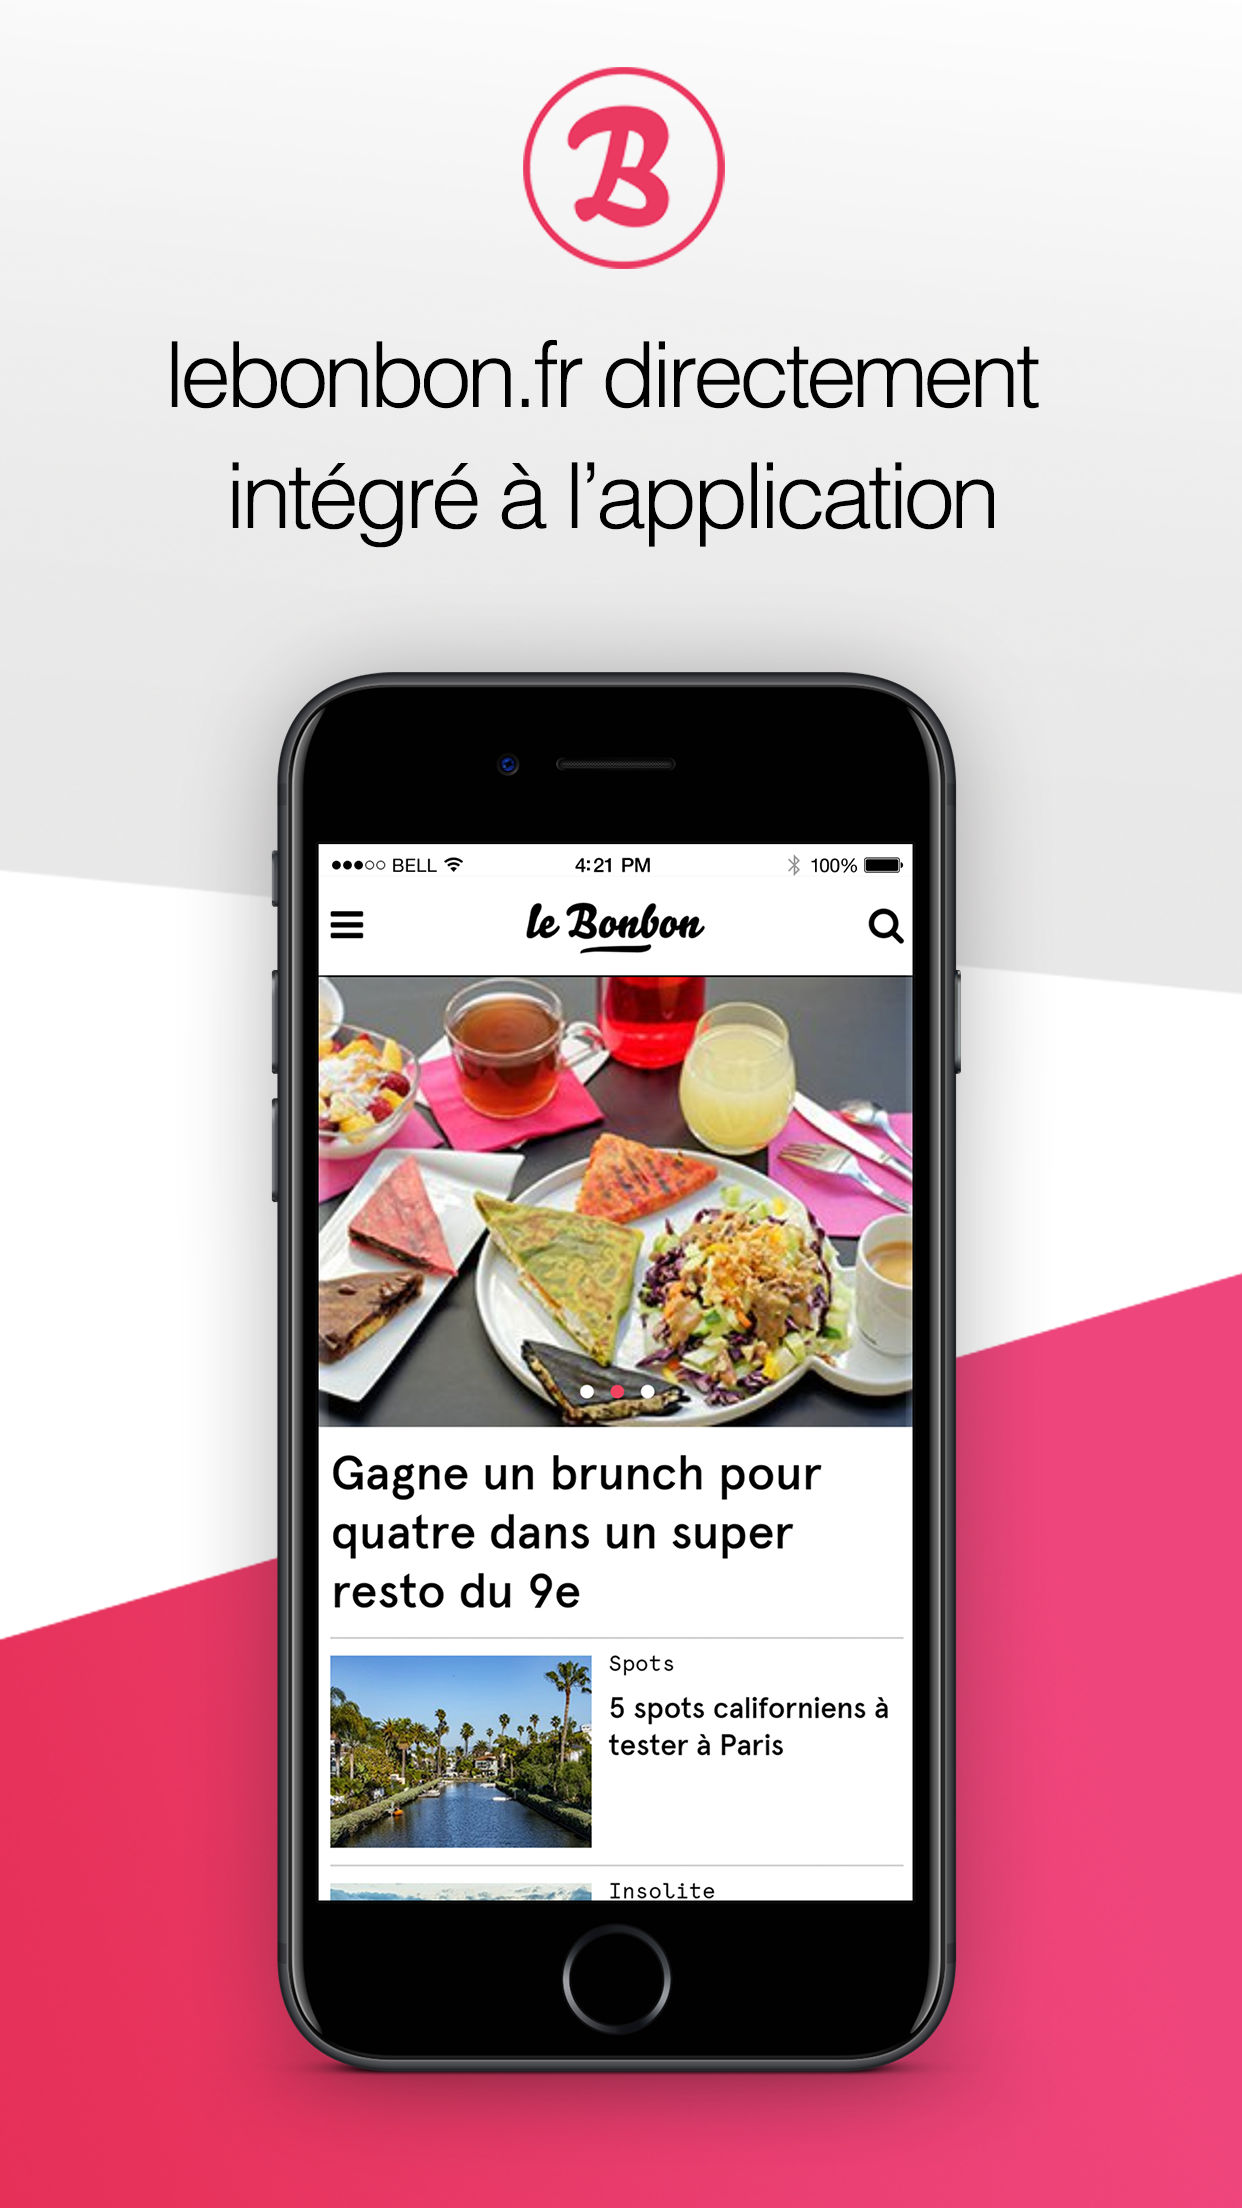 B
lebonbon.fr directement
intégré à l’application
BELL 4:21 PM 100%
le Bonbon
Gagne un brunch pour
quatre dans un super
resto du 9e
Spots
5 spots californiens à
tester à Paris
Insolite